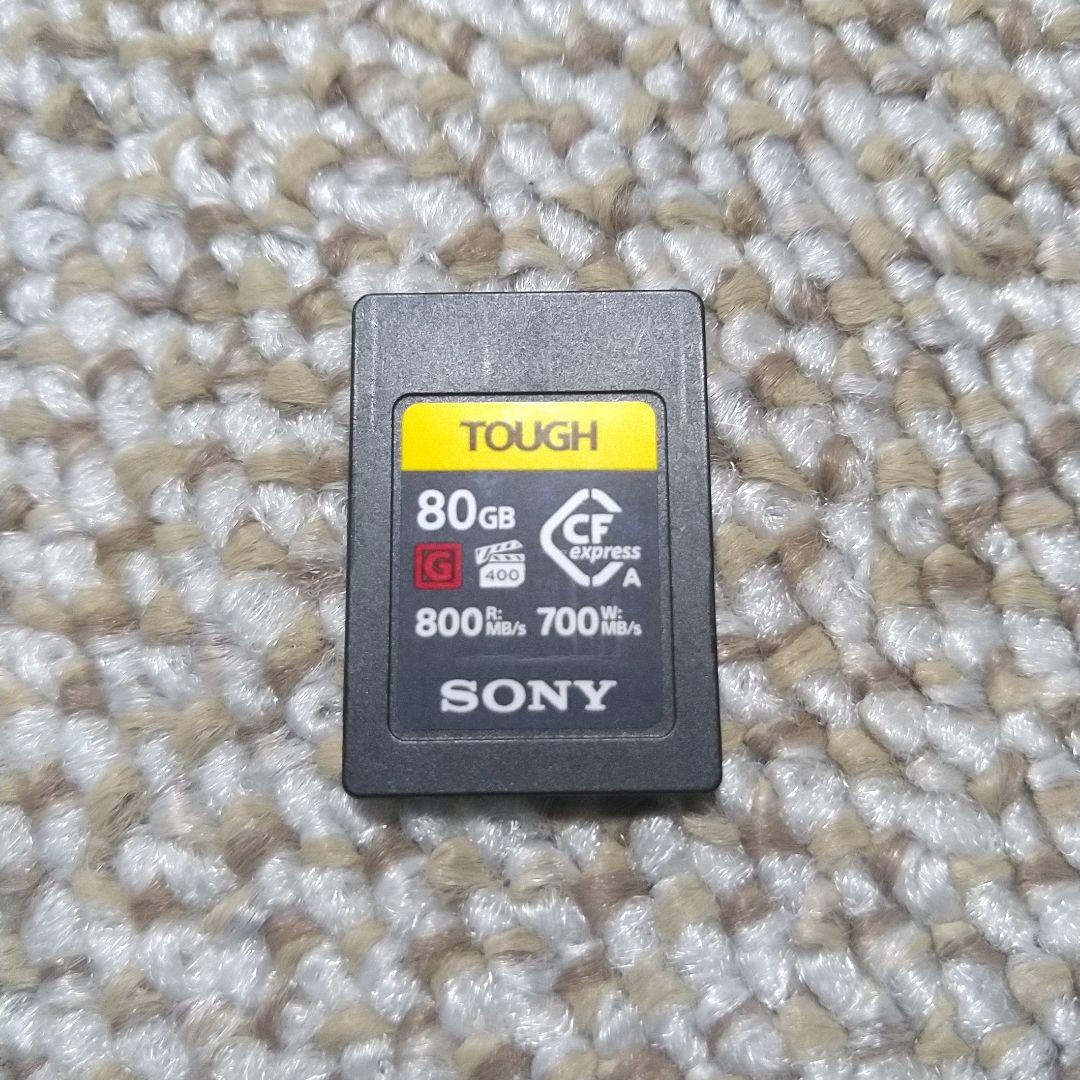 TOUGH
80GB
CF express A
G 400
800 R: MB/s 700 W: MB/s
SONY